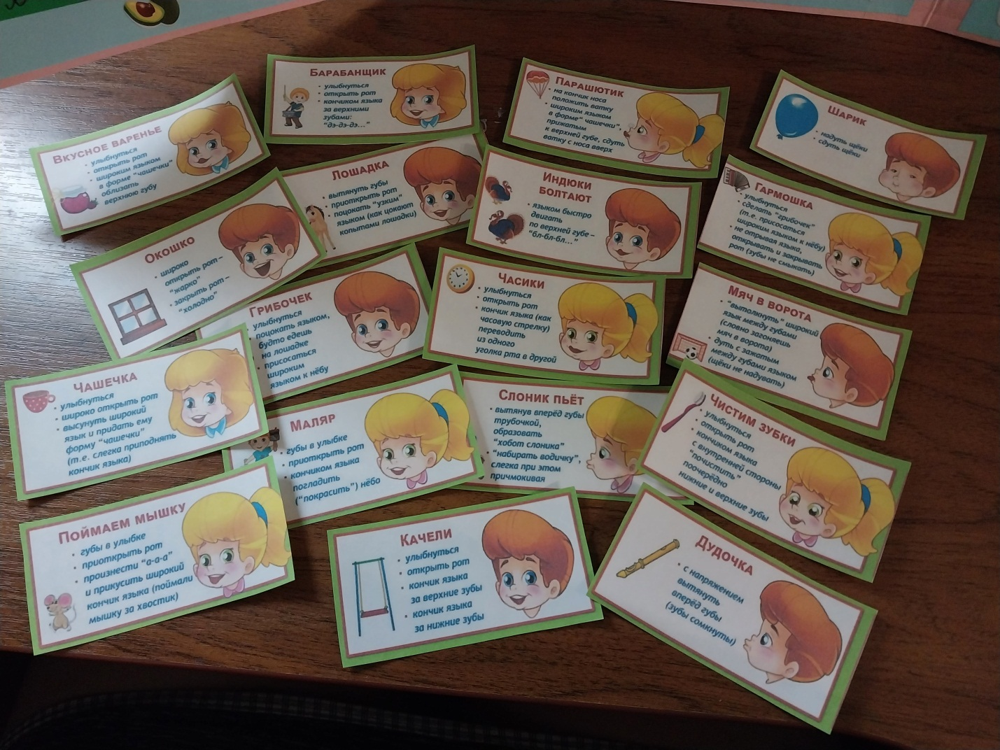 Барабанщик
• улыбнуться
• открыть рот
• кончиком языка
за верхними
зубами:
"дэ-дэ-дэ..."
Парашютик
• на кончик носа
положить ватку
• широким языком
в форме "чашечки",
прижатым
к верхней губе, сдуть
ватку с носа вверх
Шарик
• надуть щёки
• сдуть щёки
Вкусное варенье
• улыбнуться
• открыть рот
• широким языком
в форме "чашечки"
облизать
верхнюю губу
Лошадка
• вытянуть губы
• приоткрыть рот
• поцокать "узким"
языком (как цокают
копытами лошадки)
Индюки
болтают
• языком быстро
двигать
по верхней губе –
"бл-бл-бл..."
Гармошка
• улыбнуться
• сделать "грибочек"
(т.е. присосаться
широким языком к нёбу)
• не отрывая языка,
открывать и закрывать
рот (зубы не смыкать)
Окошко
• широко
открыть рот –
"жарко"
• закрыть рот –
"холодно"
Грибочек
улыбнуться
поцокать языком,
будто едешь
на лошадке
• присосаться
широким
языком к нёбу
Часики
• улыбнуться
• открыть рот
• кончик языка (как
часовую стрелку)
переводить
из одного
уголка рта в другой
Мяч в ворота
• "вытолкнуть" широкий
язык между губами
(словно загоняешь
мяч в ворота)
• дуть с зажатым
между губами языком
(щёки не надувать)
Чашечка
• улыбнуться
• широко открыть рот
• высунуть широкий
язык и придать ему
форму "чашечки"
(т.е. слегка приподнять
кончик языка)
Маляр
• губы в улыбке
• приоткрыть рот
• кончиком языка
погладить
("покрасить") нёбо
Слоник пьёт
• вытянув вперёд губы
трубочкой,
образовать
"хобот слоника"
• "набирать водичку",
слегка при этом
причмокивая
Чистим зубки
• улыбнуться
• открыть рот
• кончиком языка
с внутренней стороны
"почистить"
поочерёдно
нижние и верхние зубы
Поймаем мышку
• губы в улыбке
• приоткрыть рот
• произнести "а-а-а"
и прикусить широкий
кончик языка (поймали
мышку за хвостик)
Качели
• улыбнуться
• открыть рот
• кончик языка
за верхние зубы
• кончик языка
за нижние зубы
Дудочка
• с напряжением
вытянуть
вперёд губы
(зубы сомкнуты)